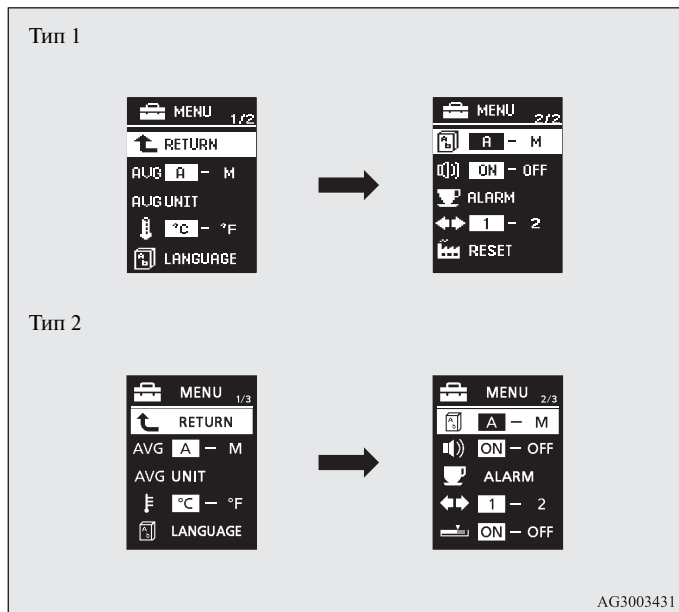 Тип 1
MENU 1/2
RETURN
AVG A - M
AVG UNIT
°C - °F
LANGUAGE
MENU 2/2
A - M
ON - OFF
ALARM
1 - 2
RESET
Тип 2
MENU 1/3
RETURN
AVG A - M
AVG UNIT
°C - °F
LANGUAGE
MENU 2/3
A - M
ON - OFF
ALARM
1 - 2
ON - OFF
AG3003431